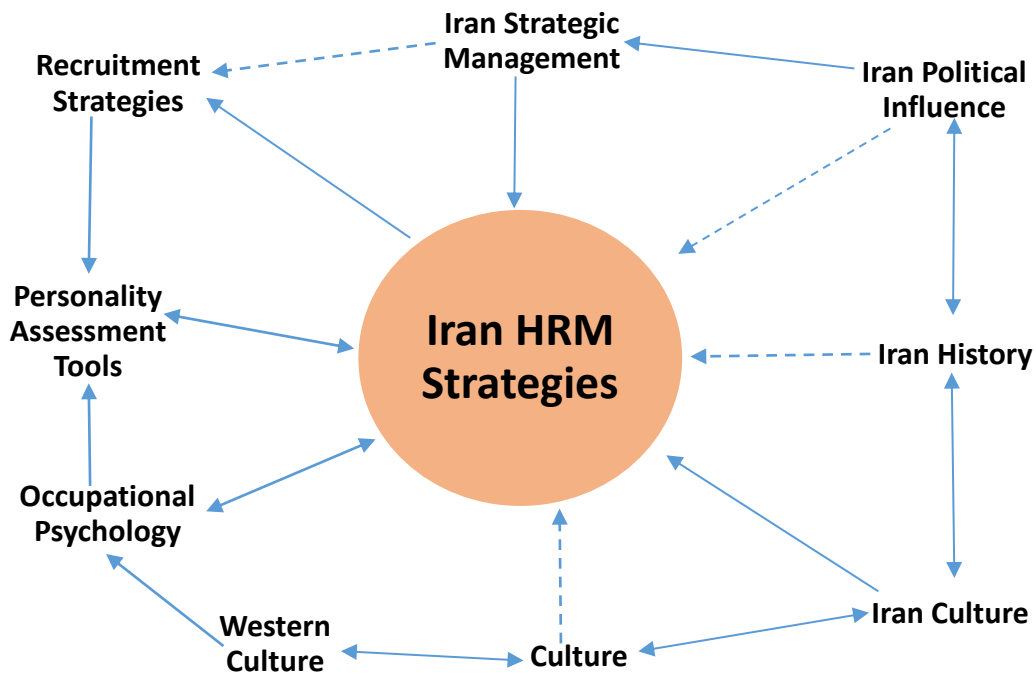 Iran Strategic
Management
Recruitment
Strategies
Iran Political
Influence
Personality
Assessment
Tools
Iran HRM
Strategies
Iran History
Occupational
Psychology
Iran Culture
Western
Culture
Culture